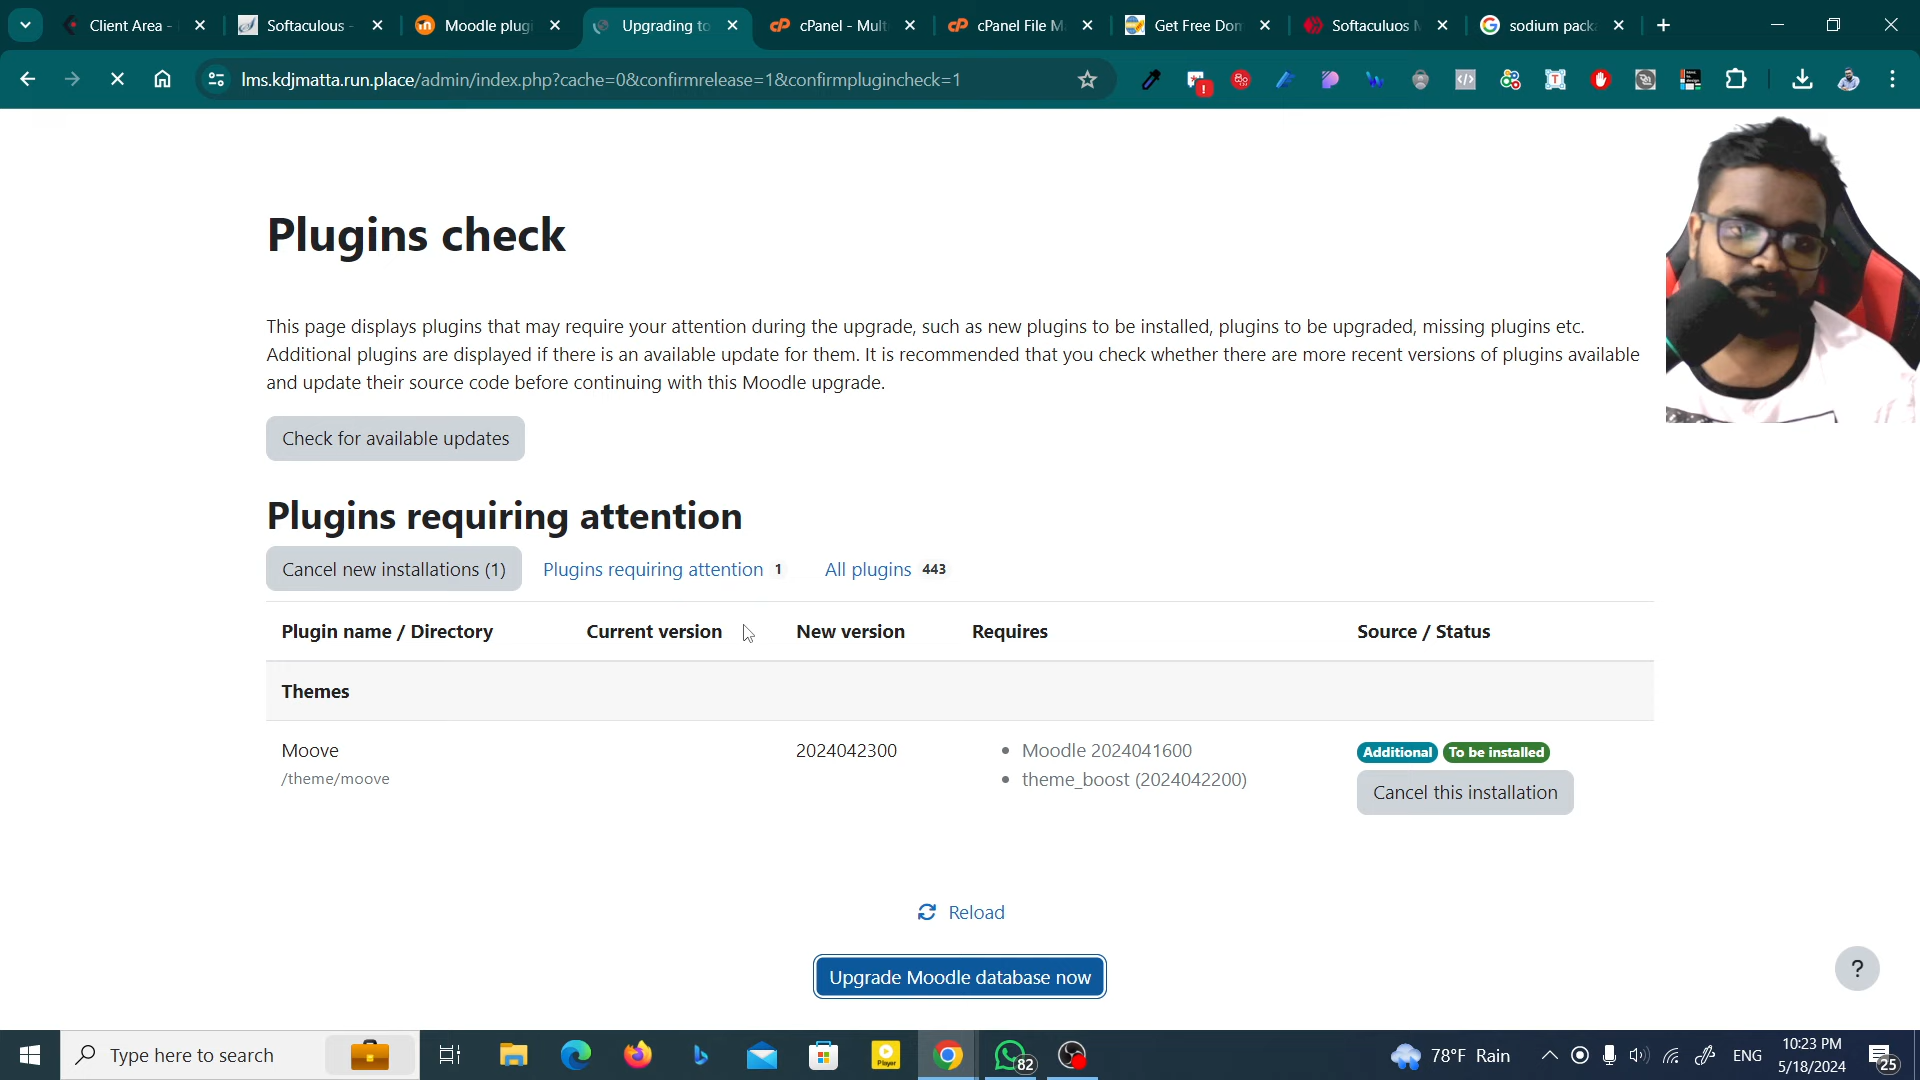 Client Area -
Softaculous -
Moodle plugi
Upgrading to
cPanel - Mult
cPanel File M
Get Free Dom
Softaculuos M
sodium packa
lms.kdjmatta.run.place/admin/index.php?cache=0&confirmrelease=1&confirmplugincheck=1
Plugins check
This page displays plugins that may require your attention during the upgrade, such as new plugins to be installed, plugins to be upgraded, missing plugins etc.
Additional plugins are displayed if there is an available update for them. It is recommended that you check whether there are more recent versions of plugins available
and update their source code before continuing with this Moodle upgrade.
Check for available updates
Plugins requiring attention
Cancel new installations (1) Plugins requiring attention 1 All plugins 443
Plugin name / Directory Current version New version Requires Source / Status
Themes
Moove 2024042300 Moodle 2024041600 Additional To be installed
/theme/moove theme_boost (2024042200) Cancel this installation
Reload
Upgrade Moodle database now
?
Type here to search
82
78°F Rain
ENG
10:23 PM
5/18/2024
25